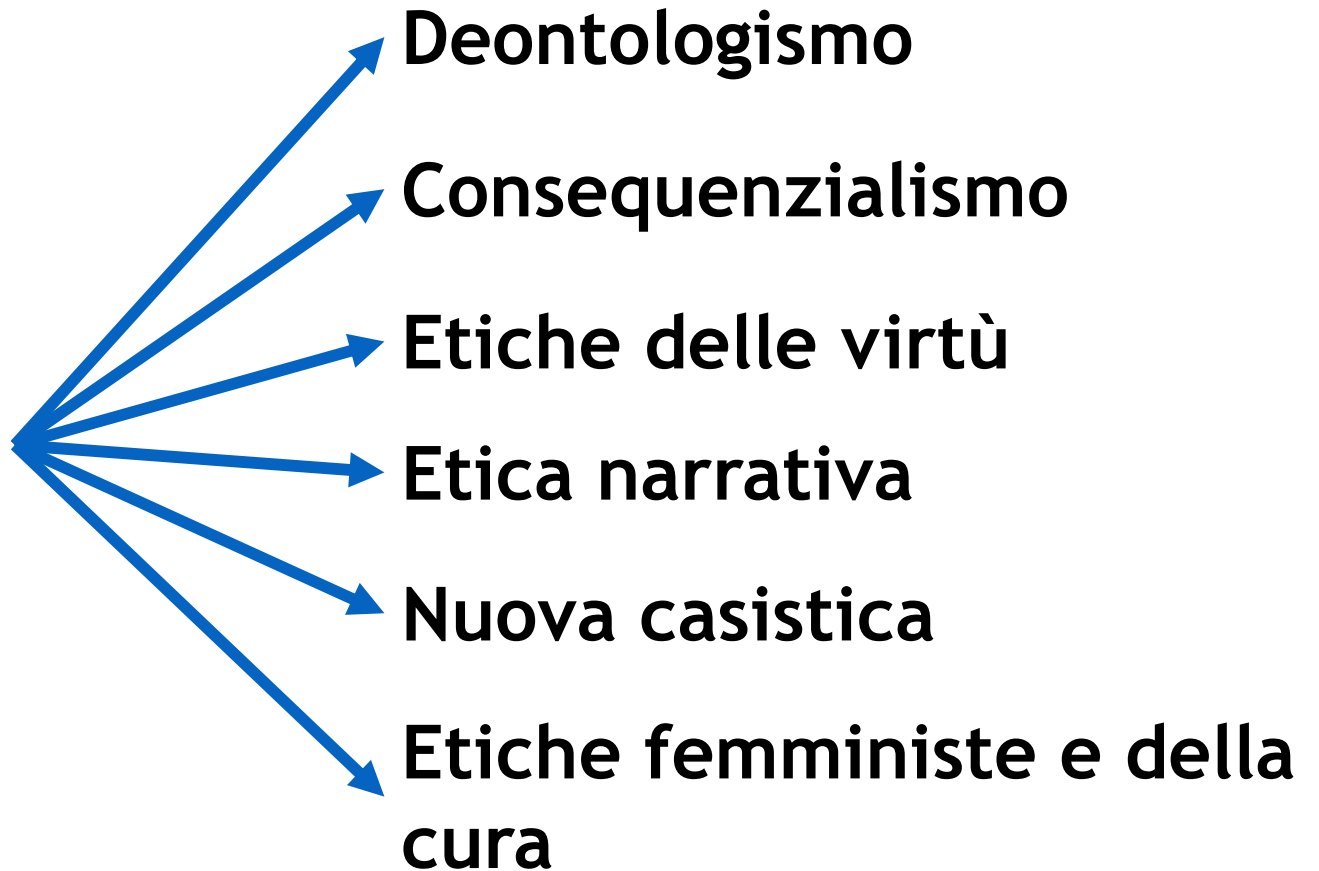 Deontologismo
Consequenzialismo
Etiche delle virtù
Etica narrativa
Nuova casistica
Etiche femministe e della
cura